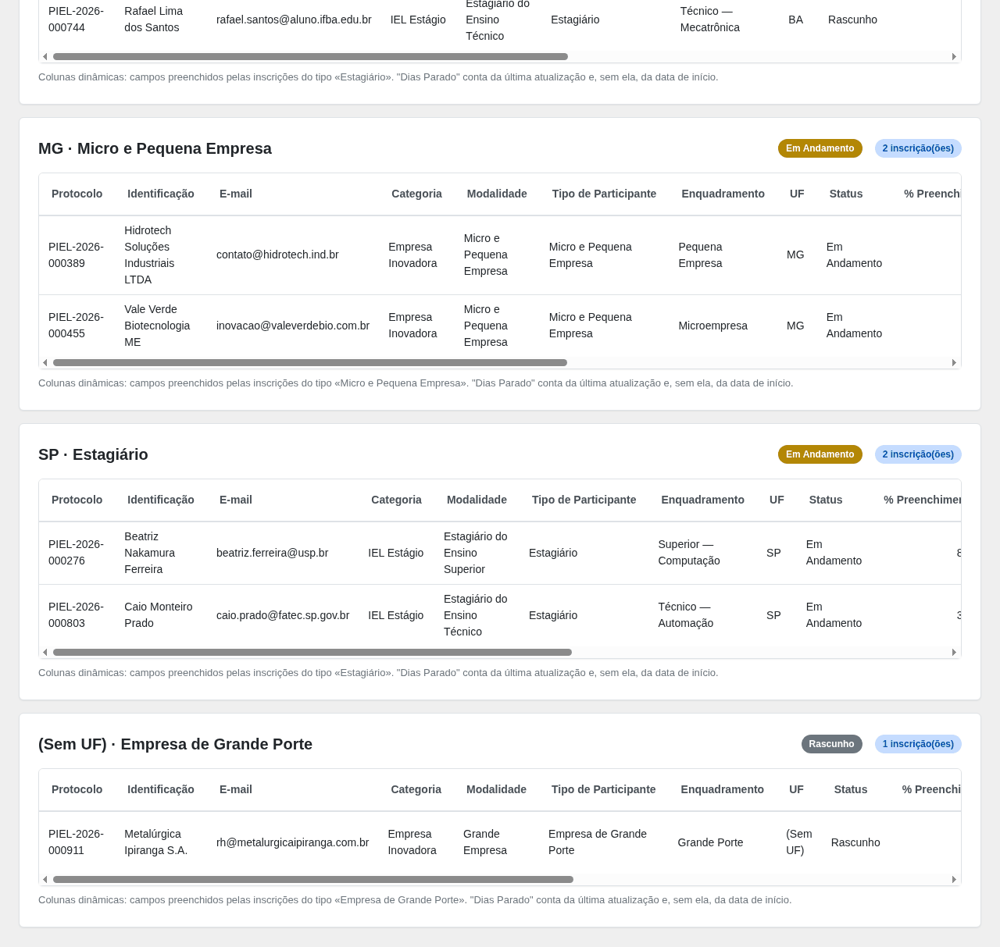 PIEL-2026-000744 Rafael Lima dos Santos rafael.santos@aluno.ifba.edu.br IEL Estágio Estagiário do Ensino Técnico Estagiário Técnico — Mecatrônica BA Rascunho
Colunas dinâmicas: campos preenchidos pelas inscrições do tipo «Estagiário». "Dias Parado" conta da última atualização e, sem ela, da data de início.
MG · Micro e Pequena Empresa Em Andamento 2 inscrição(ões)
Protocolo Identificação E-mail Categoria Modalidade Tipo de Participante Enquadramento UF Status % Preenchi
PIEL-2026-000389 Hidrotech Soluções Industriais LTDA contato@hidrotech.ind.br Empresa Inovadora Micro e Pequena Empresa Micro e Pequena Empresa Pequena Empresa MG Em Andamento
PIEL-2026-000455 Vale Verde Biotecnologia ME inovacao@valeverdebio.com.br Empresa Inovadora Micro e Pequena Empresa Micro e Pequena Empresa Microempresa MG Em Andamento
Colunas dinâmicas: campos preenchidos pelas inscrições do tipo «Micro e Pequena Empresa». "Dias Parado" conta da última atualização e, sem ela, da data de início.
SP · Estagiário Em Andamento 2 inscrição(ões)
Protocolo Identificação E-mail Categoria Modalidade Tipo de Participante Enquadramento UF Status % Preenchimen
PIEL-2026-000276 Beatriz Nakamura Ferreira beatriz.ferreira@usp.br IEL Estágio Estagiário do Ensino Superior Estagiário Superior — Computação SP Em Andamento
PIEL-2026-000803 Caio Monteiro Prado caio.prado@fatec.sp.gov.br IEL Estágio Estagiário do Ensino Técnico Estagiário Técnico — Automação SP Em Andamento
Colunas dinâmicas: campos preenchidos pelas inscrições do tipo «Estagiário». "Dias Parado" conta da última atualização e, sem ela, da data de início.
(Sem UF) · Empresa de Grande Porte Rascunho 1 inscrição(ões)
Protocolo Identificação E-mail Categoria Modalidade Tipo de Participante Enquadramento UF Status % Preenchi
PIEL-2026-000911 Metalúrgica Ipiranga S.A. rh@metalurgicaipiranga.com.br Empresa Inovadora Grande Empresa Empresa de Grande Porte Grande Porte (Sem UF) Rascunho
Colunas dinâmicas: campos preenchidos pelas inscrições do tipo «Empresa de Grande Porte». "Dias Parado" conta da última atualização e, sem ela, da data de início.